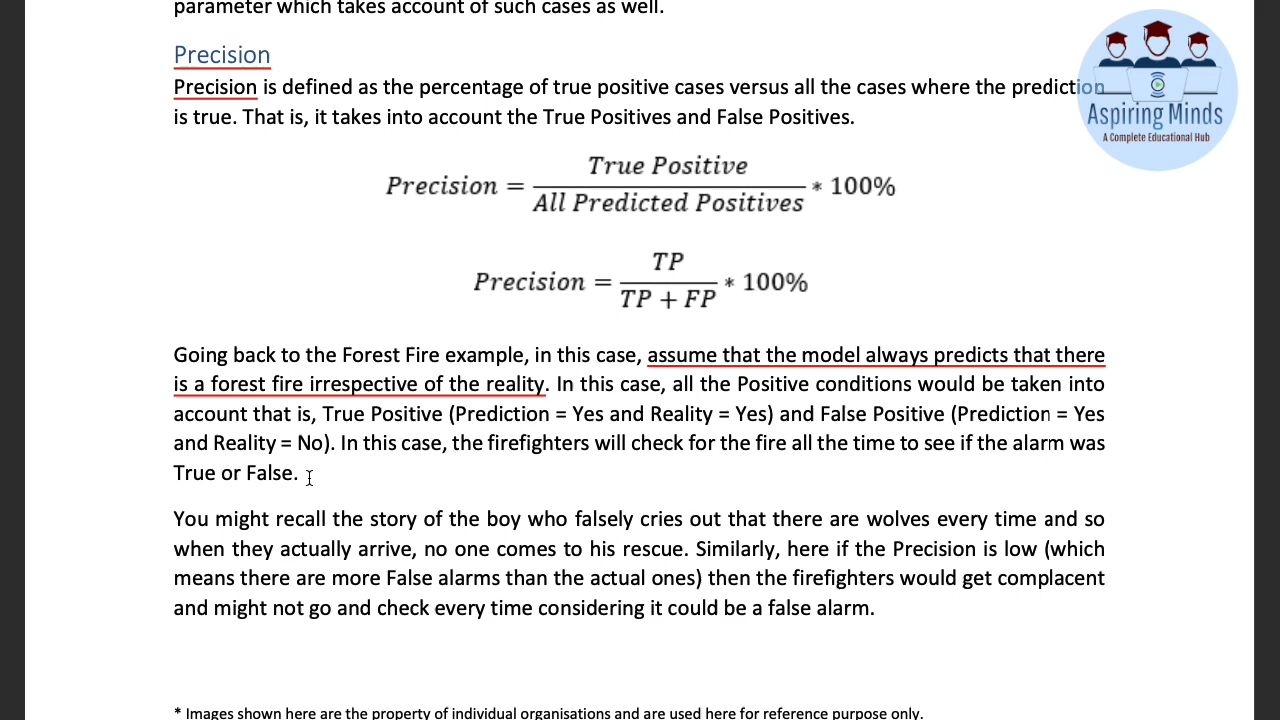 parameter which takes account of such cases as well.
Precision
Precision is defined as the percentage of true positive cases versus all the cases where the prediction
is true. That is, it takes into account the True Positives and False Positives.
Precision = True Positive / All Predicted Positives * 100%
Precision = TP / TP + FP * 100%
Going back to the Forest Fire example, in this case, assume that the model always predicts that there
is a forest fire irrespective of the reality. In this case, all the Positive conditions would be taken into
account that is, True Positive (Prediction = Yes and Reality = Yes) and False Positive (Prediction = Yes
and Reality = No). In this case, the firefighters will check for the fire all the time to see if the alarm was
True or False.
You might recall the story of the boy who falsely cries out that there are wolves every time and so
when they actually arrive, no one comes to his rescue. Similarly, here if the Precision is low (which
means there are more False alarms than the actual ones) then the firefighters would get complacent
and might not go and check every time considering it could be a false alarm.
* Images shown here are the property of individual organisations and are used here for reference purpose only.
Aspiring Minds
A Complete Educational Hub